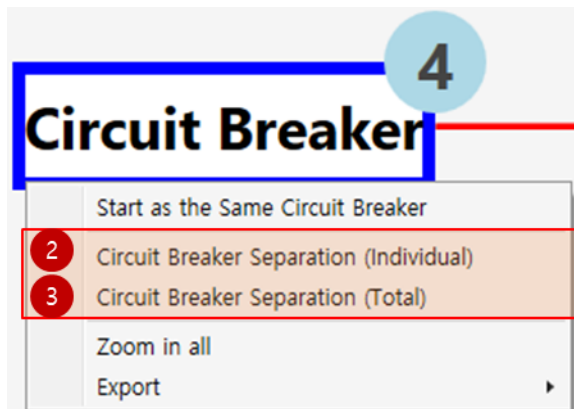 4
Circuit Breaker
Start as the Same Circuit Breaker
2 Circuit Breaker Separation (Individual)
3 Circuit Breaker Separation (Total)
Zoom in all
Export